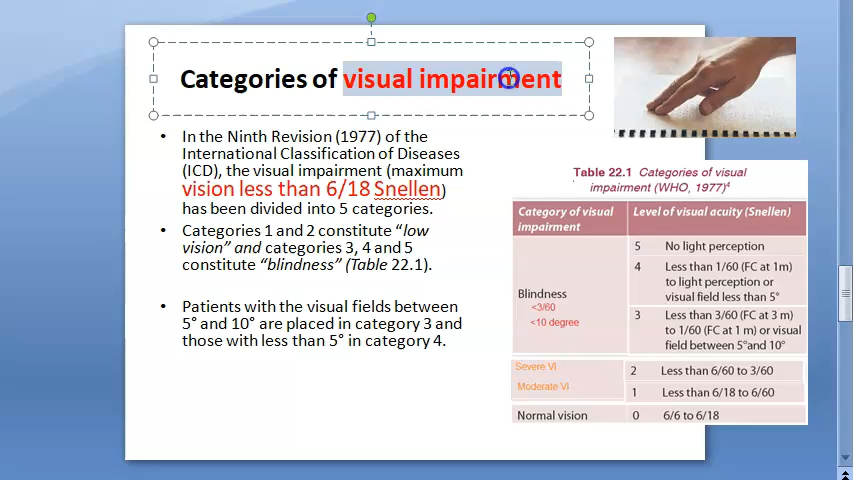 Categories of visual impairment
• In the Ninth Revision (1977) of the
International Classification of Diseases
(ICD), the visual impairment (maximum
vision less than 6/18 Snellen)
has been divided into 5 categories.
• Categories 1 and 2 constitute “low
vision” and categories 3, 4 and 5
constitute “blindness” (Table 22.1).
• Patients with the visual fields between
5° and 10° are placed in category 3 and
those with less than 5° in category 4.
Table 22.1 Categories of visual
impairment (WHO, 1977)⁴
Category of visual
impairment
Level of visual acuity (Snellen)
Blindness
<3/60
<10 degree
5 No light perception
4 Less than 1/60 (FC at 1m)
to light perception or
visual field less than 5°
3 Less than 3/60 (FC at 3 m)
to 1/60 (FC at 1 m) or visual
field between 5°and 10°
Severe VI 2 Less than 6/60 to 3/60
Moderate VI 1 Less than 6/18 to 6/60
Normal vision 0 6/6 to 6/18